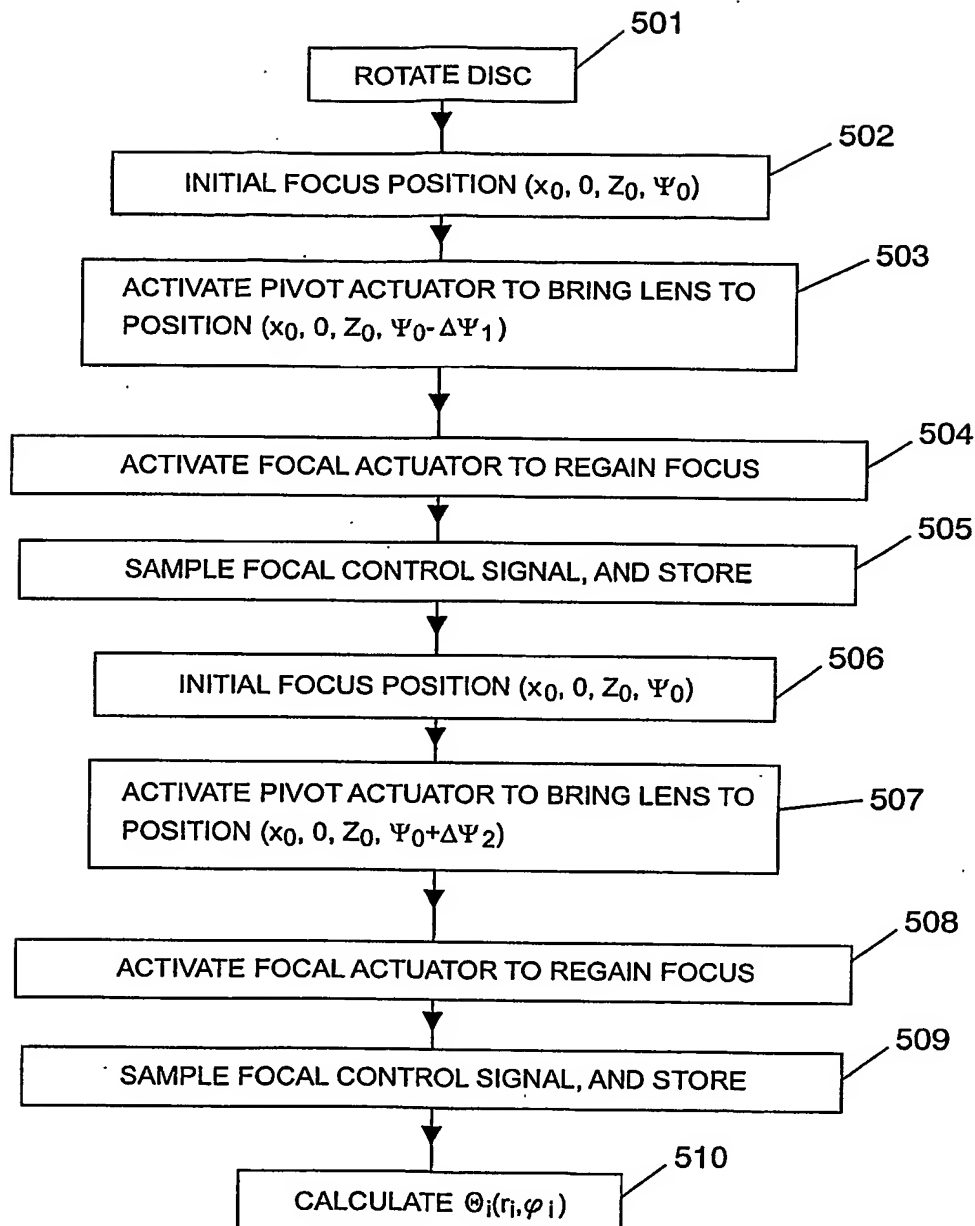 501
ROTATE DISC
502
INITIAL FOCUS POSITION (x₀, 0, Z₀, Ψ₀)
503
ACTIVATE PIVOT ACTUATOR TO BRING LENS TO
POSITION (x₀, 0, Z₀, Ψ₀-ΔΨ₁)
504
ACTIVATE FOCAL ACTUATOR TO REGAIN FOCUS
505
SAMPLE FOCAL CONTROL SIGNAL, AND STORE
506
INITIAL FOCUS POSITION (x₀, 0, Z₀, Ψ₀)
507
ACTIVATE PIVOT ACTUATOR TO BRING LENS TO
POSITION (x₀, 0, Z₀, Ψ₀+ΔΨ₂)
508
ACTIVATE FOCAL ACTUATOR TO REGAIN FOCUS
509
SAMPLE FOCAL CONTROL SIGNAL, AND STORE
510
CALCULATE Θᵢ(rᵢ,φᵢ)